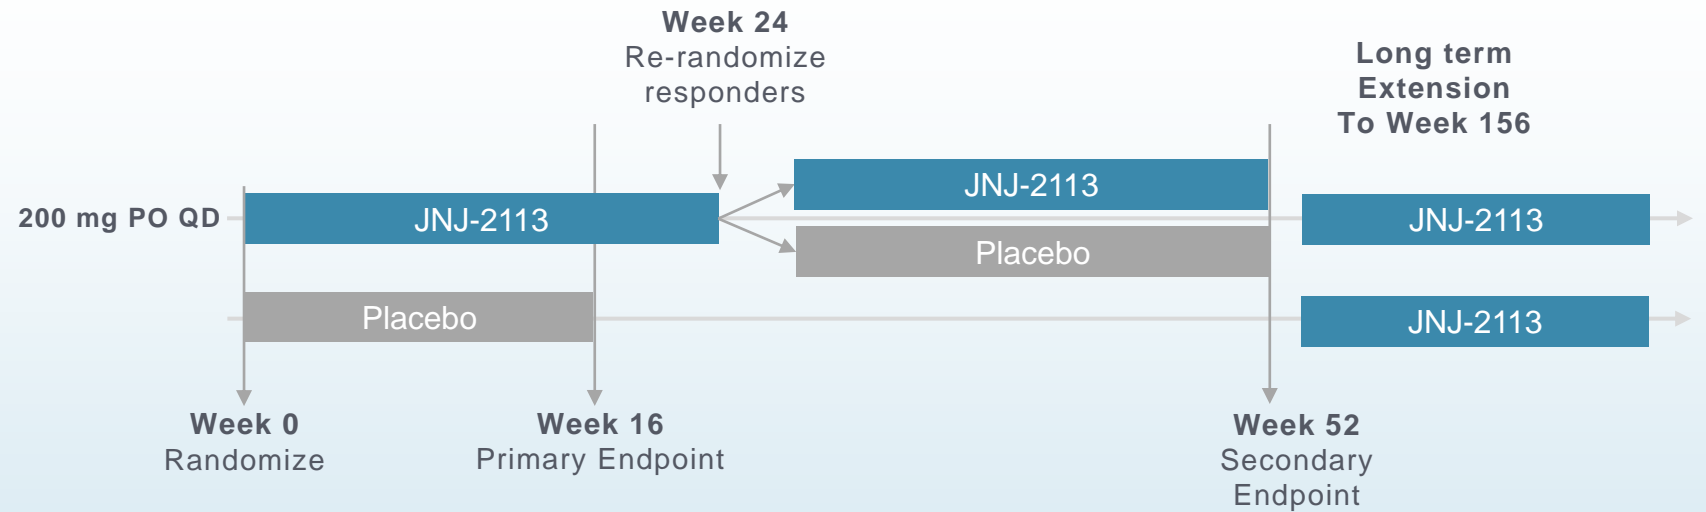 Week 24
Re-randomize
responders
Long term
Extension
To Week 156
200 mg PO QD
JNJ-2113
JNJ-2113
Placebo
JNJ-2113
Placebo
JNJ-2113
Week 0
Randomize
Week 16
Primary Endpoint
Week 52
Secondary
Endpoint